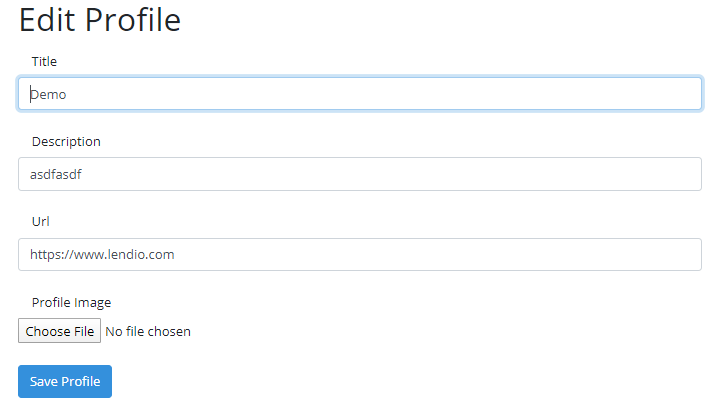 Edit Profile
Title
Demo
Description
asdfasdf
Url
https://www.lendio.com
Profile Image
Choose File No file chosen
Save Profile